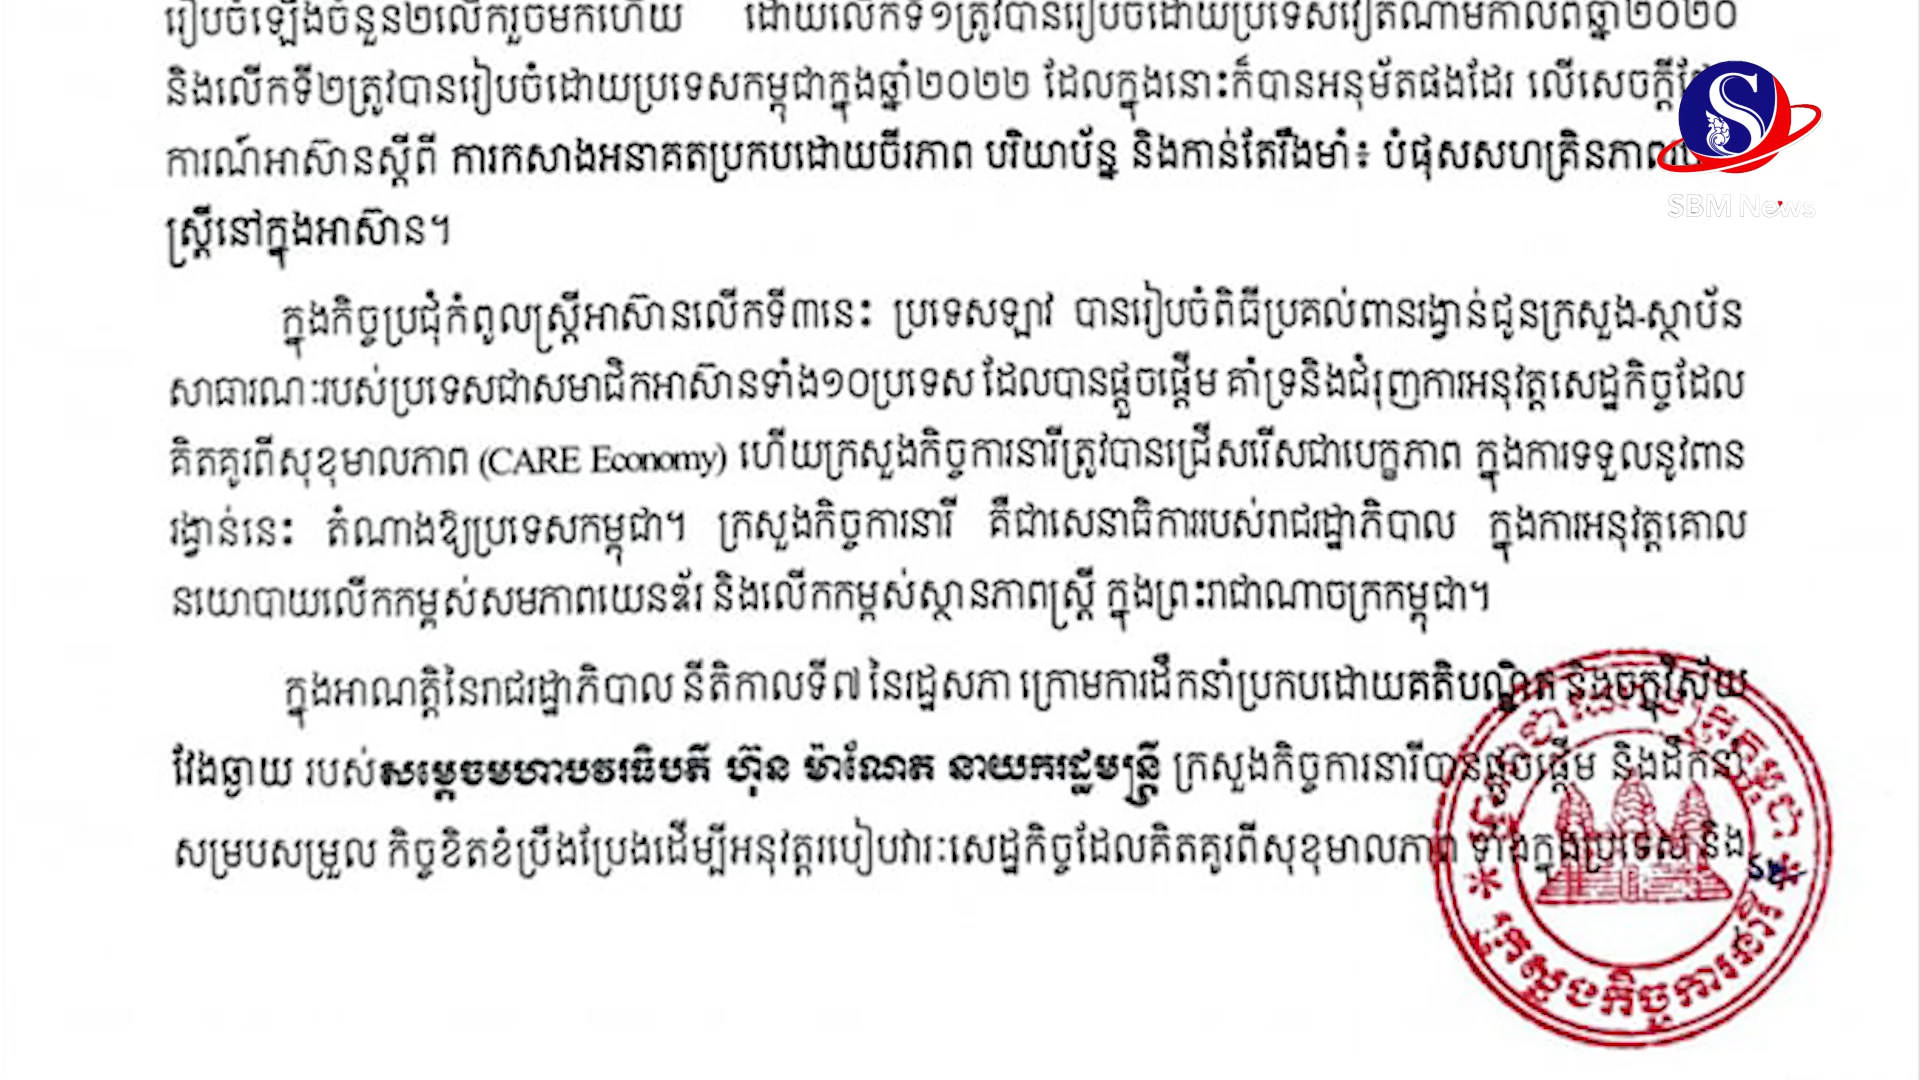 រៀបចំឡើងចំនួន២លើករួចមកហើយ ដោយលើកទី១ត្រូវបានរៀបចំដោយប្រទេសវៀតណាមកាលពីឆ្នាំ២០២០
និងលើកទី២ត្រូវបានរៀបចំដោយប្រទេសកម្ពុជាក្នុងឆ្នាំ២០២២ ដែលក្នុងនោះក៏បានអនុម័តផងដែរ លើសេចក្ដី
ការណ៍អាស៊ានស្ដីពី ការកសាងអនាគតប្រកបដោយចីរភាព បរិយាប័ន្ន និងកាន់តែរឹងមាំ៖ បំផុសសហគ្រិនភាព
ស្ត្រីនៅក្នុងអាស៊ាន។
SBM News
ក្នុងកិច្ចប្រជុំកំពូលស្ត្រីអាស៊ានលើកទី៣នេះ ប្រទេសឡាវ បានរៀបចំពិធីប្រគល់ពានរង្វាន់ជូនក្រសួង-ស្ថាប័ន
សាធារណៈរបស់ប្រទេសជាសមាជិកអាស៊ានទាំង១០ប្រទេស ដែលបានផ្ដួចផ្ដើម គាំទ្រនិងជំរុញការអនុវត្តសេដ្ឋកិច្ចដែល
គិតគូរពីសុខុមាលភាព (CARE Economy) ហើយក្រសួងកិច្ចការនារីត្រូវបានជ្រើសរើសជាបេក្ខភាព ក្នុងការទទួលនូវពាន
រង្វាន់នេះ តំណាងឱ្យប្រទេសកម្ពុជា។ ក្រសួងកិច្ចការនារី គឺជាសេនាធិការរបស់រាជរដ្ឋាភិបាល ក្នុងការអនុវត្តគោល
នយោបាយលើកកម្ពស់សមភាពយេនឌ័រ និងលើកកម្ពស់ស្ថានភាពស្ត្រី ក្នុងព្រះរាជាណាចក្រកម្ពុជា។
ក្នុងអាណត្តិនៃរាជរដ្ឋាភិបាល នីតិកាលទី៧ នៃរដ្ឋសភា ក្រោមការដឹកនាំប្រកបដោយគតិបណ្ឌិត និងចក្ខុវិស័យ
វែងឆ្ងាយ របស់សម្ដេចមហាបវរធិបតី ហ៊ុន ម៉ាណែត នាយករដ្ឋមន្ត្រី ក្រសួងកិច្ចការនារីបានផ្ដួចផ្ដើម និងដឹកនាំ
សម្របសម្រួល កិច្ចខិតខំប្រឹងប្រែងដើម្បីអនុវត្តរបៀបវារៈសេដ្ឋកិច្ចដែលគិតគូរពីសុខុមាលភាព ទាំងក្នុងប្រទេស និង
ព្រះរាជាណាចក្រកម្ពុជា
ក្រសួងកិច្ចការនារី